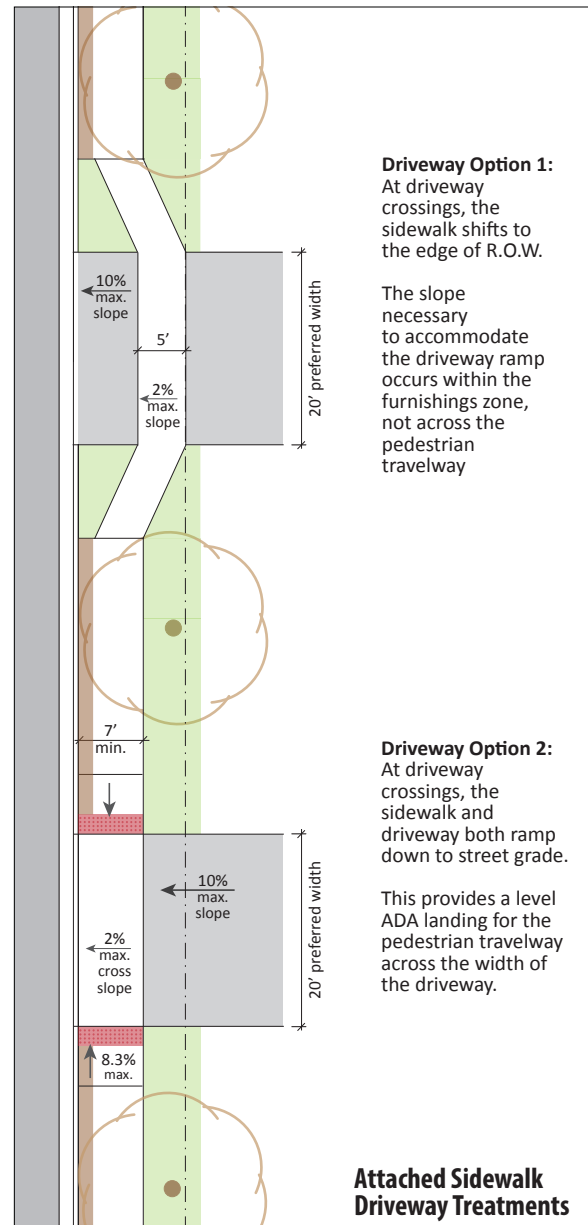 Driveway Option 1:
At driveway
crossings, the
sidewalk shifts to
the edge of R.O.W.
The slope
necessary
to accommodate
the driveway ramp
occurs within the
furnishings zone,
not across the
pedestrian
travelway
10%
max.
slope
5’
2%
max.
slope
20’ preferred width
7’
min.
Driveway Option 2:
At driveway
crossings, the
sidewalk and
driveway both ramp
down to street grade.
This provides a level
ADA landing for the
pedestrian travelway
across the width of
the driveway.
10%
max.
slope
2%
max.
cross
slope
20’ preferred width
8.3%
max.
Attached Sidewalk
Driveway Treatments